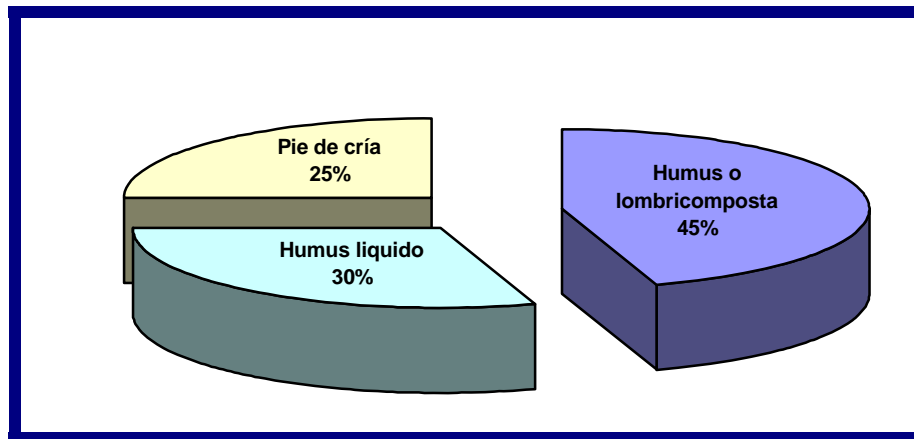 Pie de cría
25%
Humus o
lombricomposta
45%
Humus liquido
30%